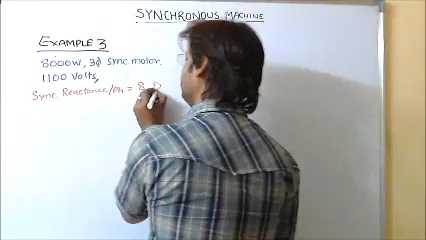 SYNCHRONOUS MACHINE
EXAMPLE 3
8000W, 3ϕ Sync motor.
1100 Volts,
Sync Reactance/ph = 8